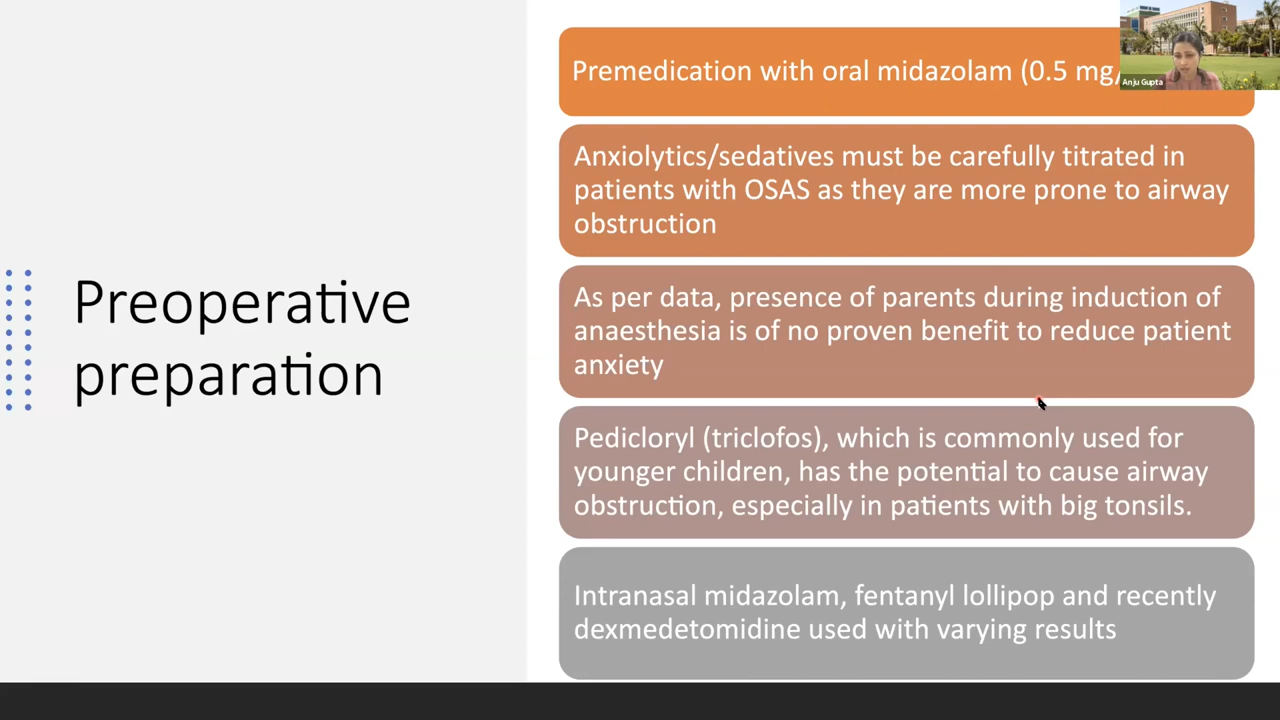 Preoperative
preparation
Premedication with oral midazolam (0.5 mg/
Anxiolytics/sedatives must be carefully titrated in
patients with OSAS as they are more prone to airway
obstruction
As per data, presence of parents during induction of
anaesthesia is of no proven benefit to reduce patient
anxiety
Pedicloryl (triclofos), which is commonly used for
younger children, has the potential to cause airway
obstruction, especially in patients with big tonsils.
Intranasal midazolam, fentanyl lollipop and recently
dexmedetomidine used with varying results
Anju Gupta